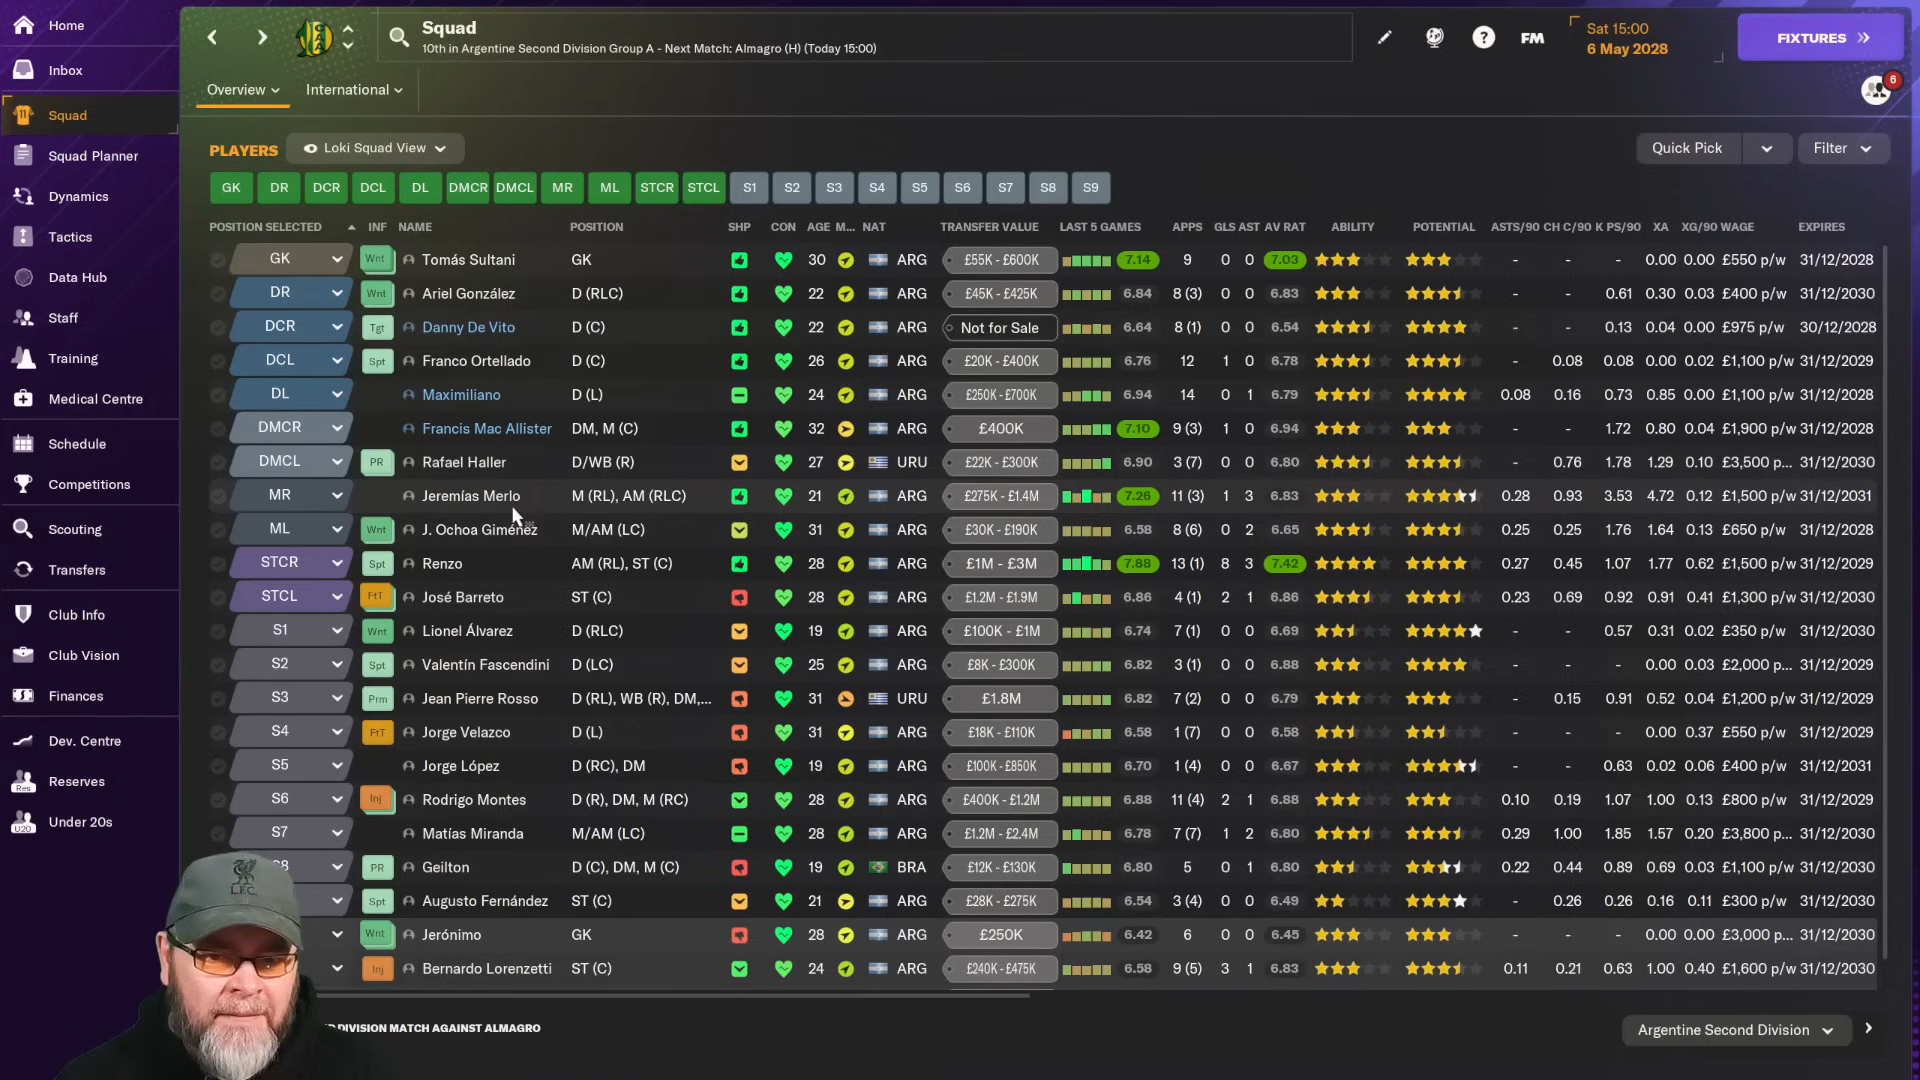 Home
Inbox
Squad
Squad Planner
Dynamics
Tactics
Data Hub
Staff
Training
Medical Centre
Schedule
Competitions
Scouting
Transfers
Club Info
Club Vision
Finances
Dev. Centre
Reserves
Under 20s
Squad
10th in Argentine Second Division Group A - Next Match: Almagro (H) (Today 15:00)
FM
Sat 15:00
6 May 2028
FIXTURES
6
Overview International
PLAYERS Loki Squad View Quick Pick Filter
GK DR DCR DCL DL DMCR DMCL MR ML STCR STCL S1 S2 S3 S4 S5 S6 S7 S8 S9
POSITION SELECTED INF NAME POSITION SHP CON AGE M... NAT TRANSFER VALUE LAST 5 GAMES APPS GLS AST AV RAT ABILITY POTENTIAL ASTS/90 CH C/90 K PS/90 XA XG/90 WAGE EXPIRES
GK Wnt Tomás Sultani GK 30 ARG £55K - £600K 7.14 9 0 0 7.03 - - - 0.00 0.00 £550 p/w 31/12/2028
DR Wnt Ariel González D (RLC) 22 ARG £45K - £425K 6.84 8 (3) 0 0 6.83 - - 0.61 0.30 0.03 £400 p/w 31/12/2030
DCR Tgt Danny De Vito D (C) 22 ARG Not for Sale 6.64 8 (1) 0 0 6.54 - - 0.13 0.04 0.00 £975 p/w 30/12/2028
DCL Spt Franco Ortellado D (C) 26 ARG £20K - £400K 6.76 12 1 0 6.78 - 0.08 0.08 0.00 0.02 £1,100 p/w 31/12/2029
DL Maximiliano D (L) 24 ARG £250K - £700K 6.94 14 0 1 6.79 0.08 0.16 0.73 0.85 0.00 £1,100 p/w 31/12/2029
DMCR Francis Mac Allister DM, M (C) 32 ARG £400K 7.10 9 (3) 1 0 6.94 - - 1.72 0.80 0.04 £1,900 p/w 31/12/2028
DMCL PR Rafael Haller D/WB (R) 27 URU £22K - £300K 6.90 3 (7) 0 0 6.80 - 0.76 1.78 1.29 0.10 £3,500 p... 31/12/2030
MR Jeremías Merlo M (RL), AM (RLC) 21 ARG £275K - £1.4M 7.26 11 (3) 1 3 6.83 0.28 0.93 3.53 4.72 0.12 £1,500 p/w 31/12/2031
ML Wnt J. Ochoa Giménez M/AM (LC) 31 ARG £30K - £190K 6.58 8 (6) 0 2 6.65 0.25 0.25 1.76 1.64 0.13 £650 p/w 31/12/2028
STCR Spt Renzo AM (RL), ST (C) 28 ARG £1M - £3M 7.88 13 (1) 8 3 7.42 0.27 0.45 1.07 1.77 0.62 £1,500 p/w 31/12/2029
STCL FtT José Barreto ST (C) 28 ARG £1.2M - £1.9M 6.86 4 (1) 2 1 6.86 0.23 0.69 0.92 0.91 0.41 £1,300 p/w 31/12/2030
S1 Wnt Lionel Álvarez D (RLC) 19 ARG £100K - £1M 6.74 7 (1) 0 0 6.69 - - 0.57 0.31 0.02 £350 p/w 31/12/2030
S2 Spt Valentín Fascendini D (LC) 25 ARG £8K - £300K 6.82 3 (1) 0 0 6.88 - - - 0.00 0.03 £2,000 p... 31/12/2029
S3 Prm Jean Pierre Rosso D (RL), WB (R), DM,... 31 URU £1.8M 6.82 7 (2) 0 0 6.79 - 0.15 0.91 0.52 0.04 £1,200 p/w 31/12/2029
S4 FtT Jorge Velazco D (L) 31 ARG £18K - £110K 6.58 1 (7) 0 0 6.58 - - - 0.00 0.37 £550 p/w 31/12/2029
S5 Jorge López D (RC), DM 19 ARG £100K - £850K 6.70 1 (4) 0 0 6.67 - - 0.63 0.02 0.06 £400 p/w 31/12/2031
S6 Inj Rodrigo Montes D (R), DM, M (RC) 28 ARG £400K - £1.2M 6.88 11 (4) 2 1 6.88 0.10 0.19 1.07 1.00 0.13 £800 p/w 31/12/2029
S7 Matías Miranda M/AM (LC) 28 ARG £1.2M - £2.4M 6.78 7 (7) 1 2 6.80 0.29 1.00 1.85 1.57 0.20 £3,800 p... 31/12/2030
S8 PR Geilton D (C), DM, M (C) 19 BRA £12K - £130K 6.80 5 0 1 6.80 0.22 0.44 0.89 0.69 0.03 £1,100 p/w 31/12/2030
Spt Augusto Fernández ST (C) 21 ARG £28K - £275K 6.54 3 (4) 0 0 6.49 - 0.26 0.26 0.16 0.11 £300 p/w 31/12/2030
Wnt Jerónimo GK 28 ARG £250K 6.42 6 0 0 6.45 - - - 0.00 0.00 £3,000 p... 31/12/2030
Inj Bernardo Lorenzetti ST (C) 24 ARG £240K - £475K 6.58 9 (5) 3 1 6.83 0.11 0.21 0.63 1.00 0.40 £1,600 p/w 31/12/2030
DIVISION MATCH AGAINST ALMAGRO
Argentine Second Division
L.F.C.